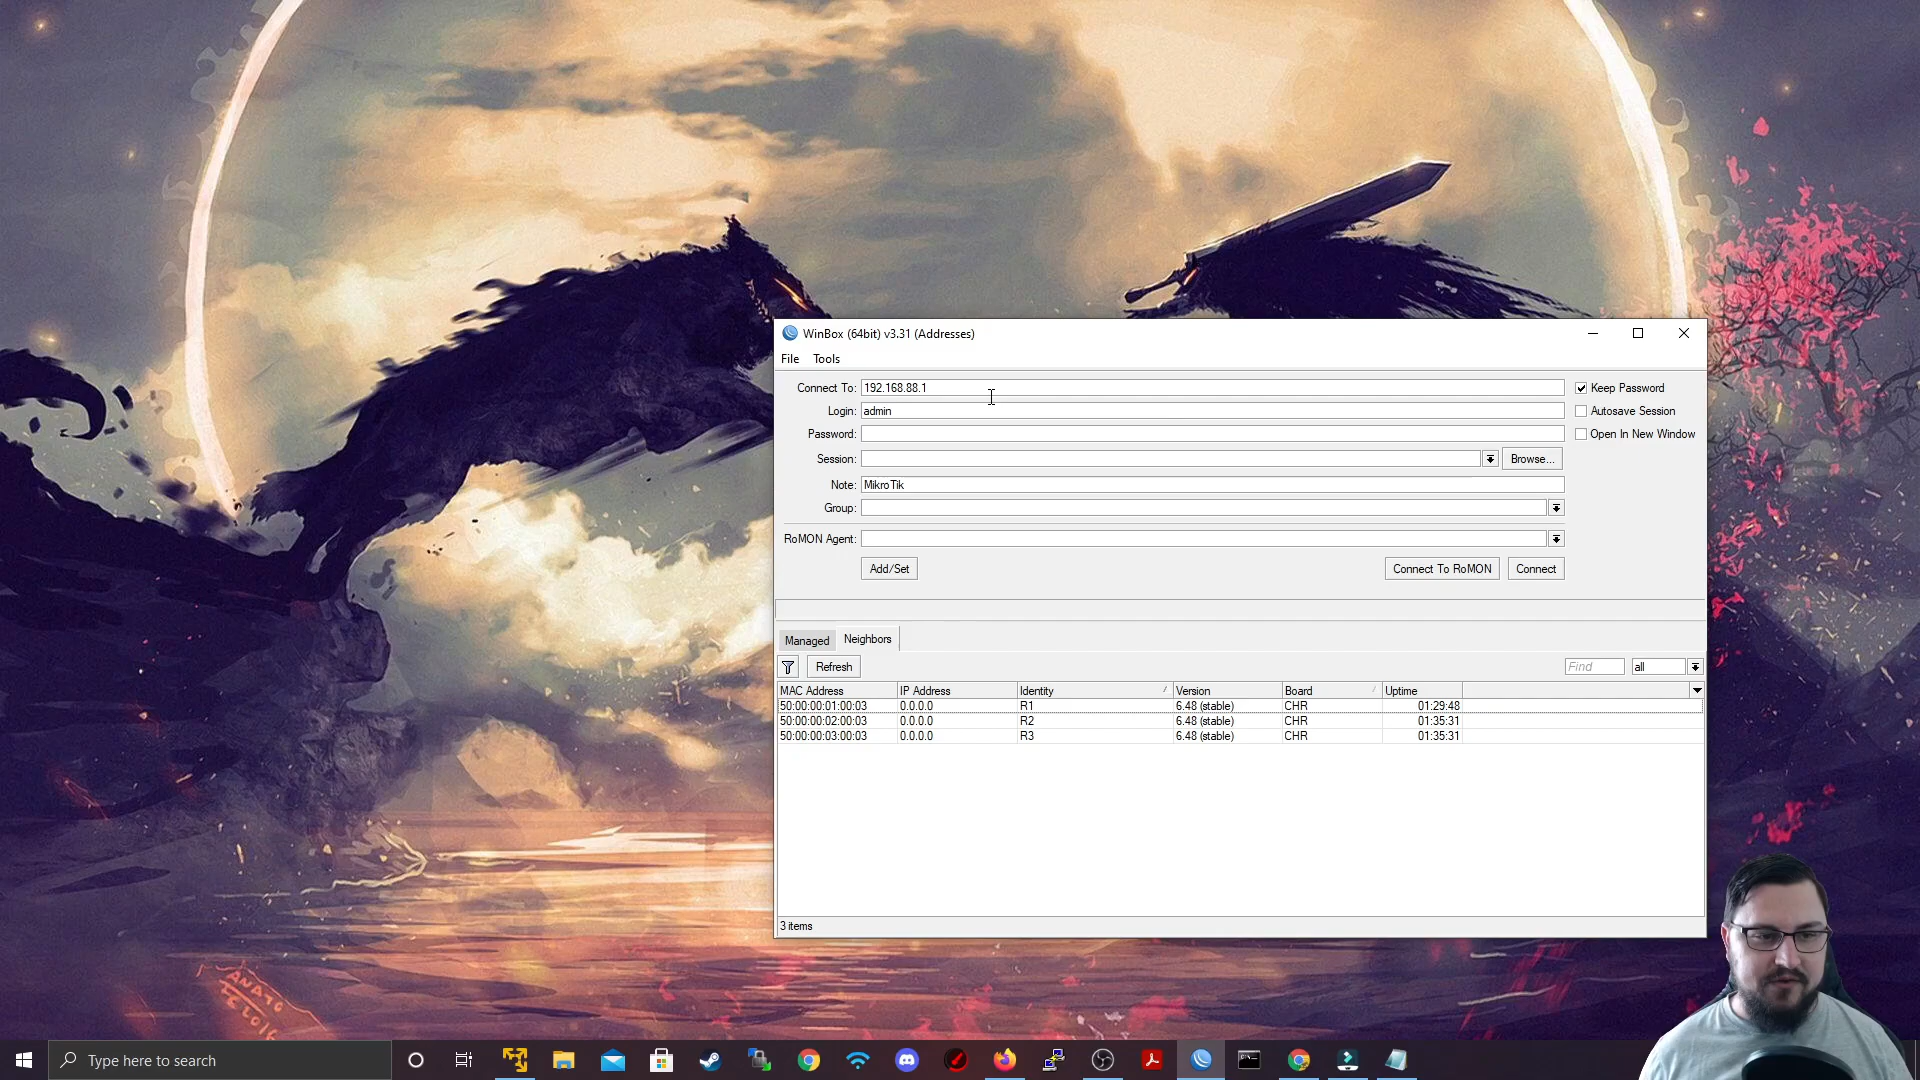 WinBox (64bit) v3.31 (Addresses)
File Tools
Connect To: 192.168.88.1
Keep Password
Login: admin
Autosave Session
Password:
Open In New Window
Session:
Browse...
Note: MikroTik
Group:
RoMON Agent:
Add/Set
Connect To RoMON
Connect
Managed Neighbors
Refresh
Find
all
MAC Address IP Address Identity Version Board Uptime
50:00:00:01:00:03 0.0.0.0 R1 6.48 (stable) CHR 01:29:48
50:00:00:02:00:03 0.0.0.0 R2 6.48 (stable) CHR 01:35:31
50:00:00:03:00:03 0.0.0.0 R3 6.48 (stable) CHR 01:35:31
3 items
Type here to search